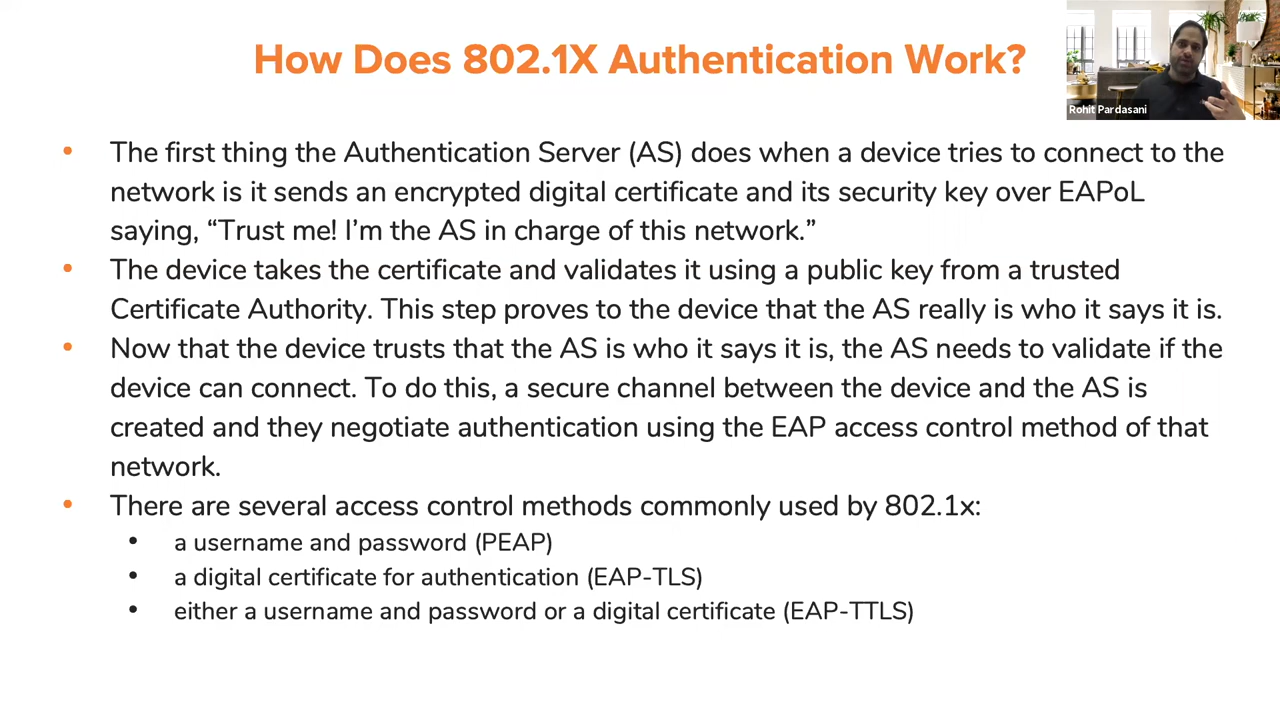 How Does 802.1X Authentication Work?
Rohit Pardasani
• The first thing the Authentication Server (AS) does when a device tries to connect to the
network is it sends an encrypted digital certificate and its security key over EAPoL
saying, “Trust me! I’m the AS in charge of this network.”
• The device takes the certificate and validates it using a public key from a trusted
Certificate Authority. This step proves to the device that the AS really is who it says it is.
• Now that the device trusts that the AS is who it says it is, the AS needs to validate if the
device can connect. To do this, a secure channel between the device and the AS is
created and they negotiate authentication using the EAP access control method of that
network.
• There are several access control methods commonly used by 802.1x:
• a username and password (PEAP)
• a digital certificate for authentication (EAP-TLS)
• either a username and password or a digital certificate (EAP-TTLS)